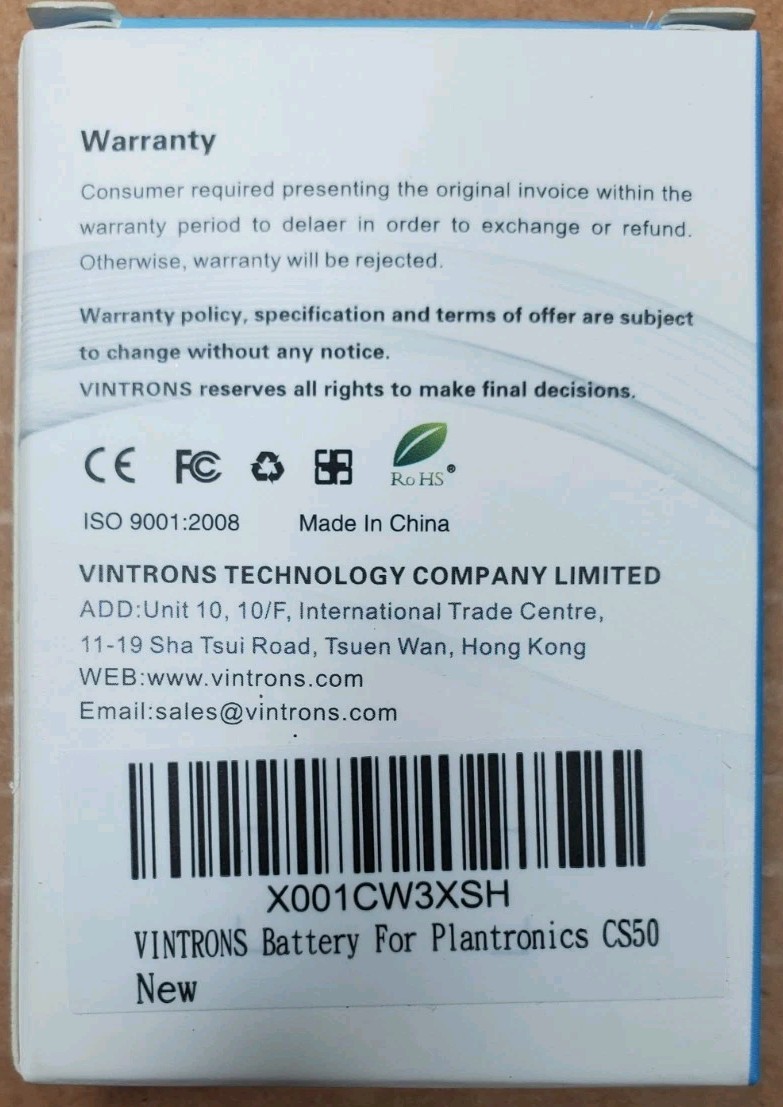 Warranty
Consumer required presenting the original invoice within the
warranty period to delaer in order to exchange or refund.
Otherwise, warranty will be rejected.
Warranty policy, specification and terms of offer are subject
to change without any notice.
VINTRONS reserves all rights to make final decisions.
CE FC RoHS®
ISO 9001:2008 Made In China
VINTRONS TECHNOLOGY COMPANY LIMITED
ADD:Unit 10, 10/F, International Trade Centre,
11-19 Sha Tsui Road, Tsuen Wan, Hong Kong
WEB:www.vintrons.com
Email:sales@vintrons.com
X001CW3XSH
VINTRONS Battery For Plantronics CS50
New